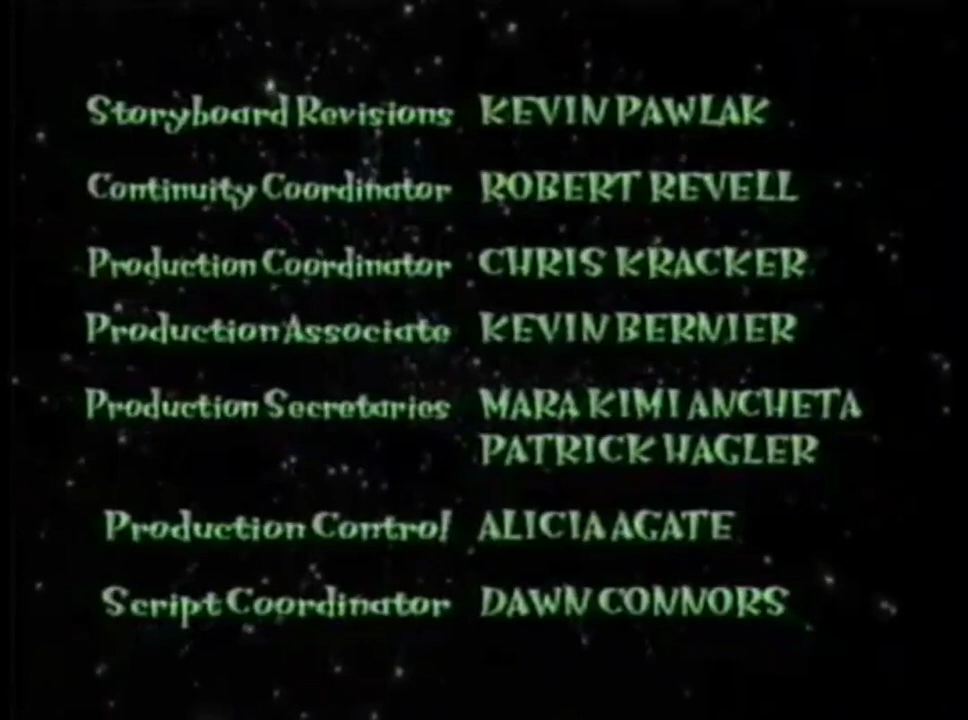 Storyboard Revisions KEVIN PAWLAK
Continuity Coordinator ROBERT REVELL
Production Coordinator CHRIS KRACKER
Production Associate KEVIN BERNIER
Production Secretaries MARA KIMI ANCHETA
PATRICK HAGLER
Production Control ALICIA AGATE
Script Coordinator DAWN CONNORS